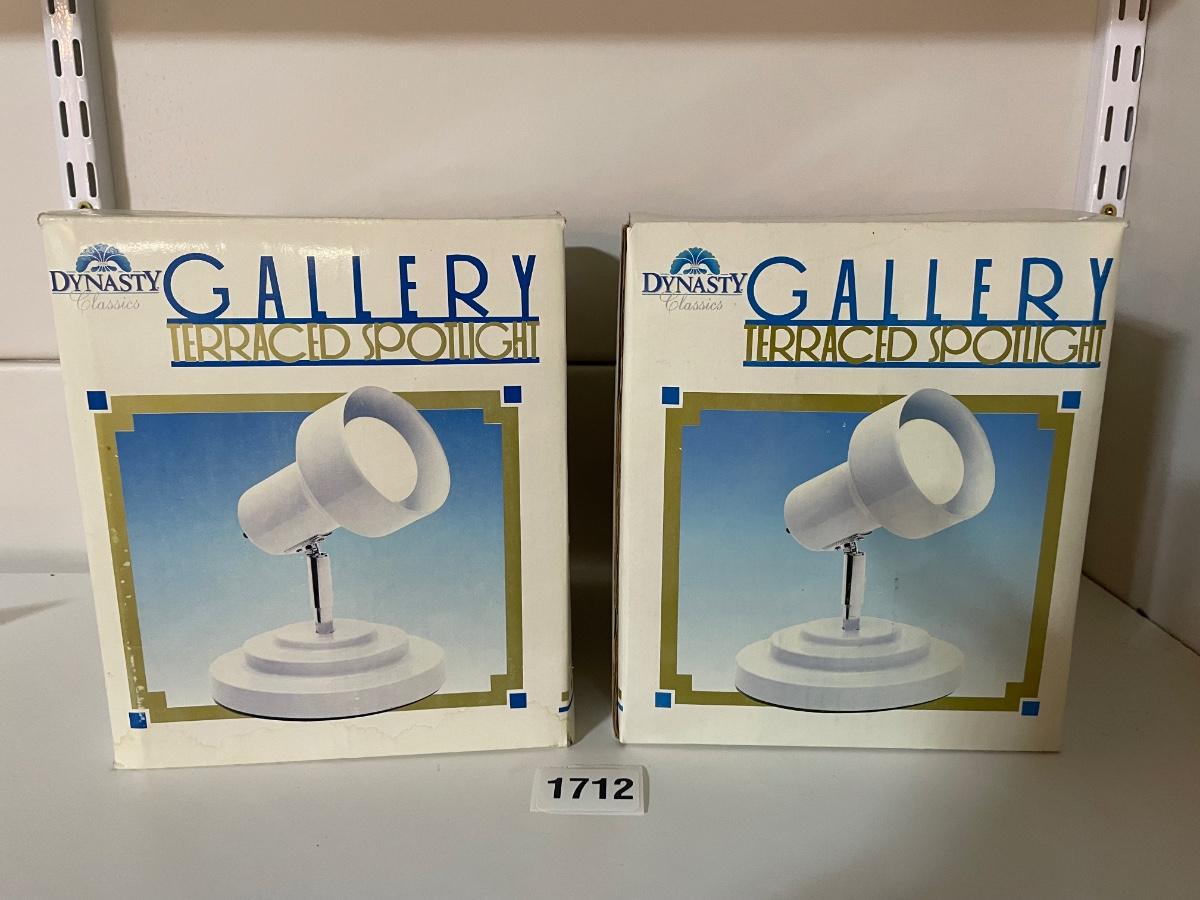 DYNASTY
Classics
GALLERY
TERRACED SPOTLIGHT
DYNASTY
Classics
GALLERY
TERRACED SPOTLIGHT
1712